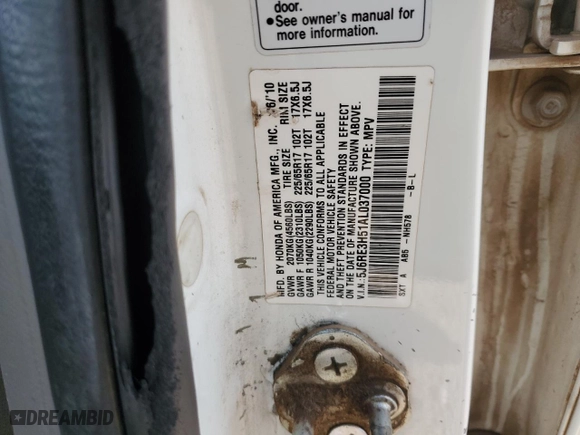 door.
•See owner's manual for
more information.
MFD. BY HONDA OF AMERICA MFG., INC. 6/'10
TIRE SIZE RIM SIZE
GVWR 2070KG(4560LBS)
GAWR F 1050KG(2310LBS) 225/65R17 102T 17X6.5J
GAWR R 1040KG(2290LBS) 225/65R17 102T 17X6.5J
THIS VEHICLE CONFORMS TO ALL APPLICABLE
FEDERAL MOTOR VEHICLE SAFETY
AND THEFT PREVENTION STANDARDS IN EFFECT
ON THE DATE OF MANUFACTURE SHOWN ABOVE.
V.I.N.:5J6RE3H51AL037000 TYPE: MPV
SXT A A65 -NH578 -B-L
DREAMBID